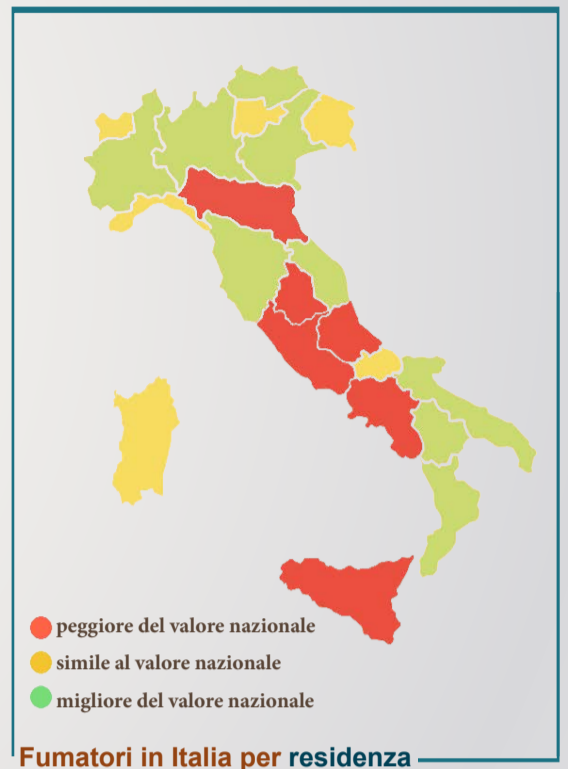 peggiore del valore nazionale
simile al valore nazionale
migliore del valore nazionale
Fumatori in Italia per residenza